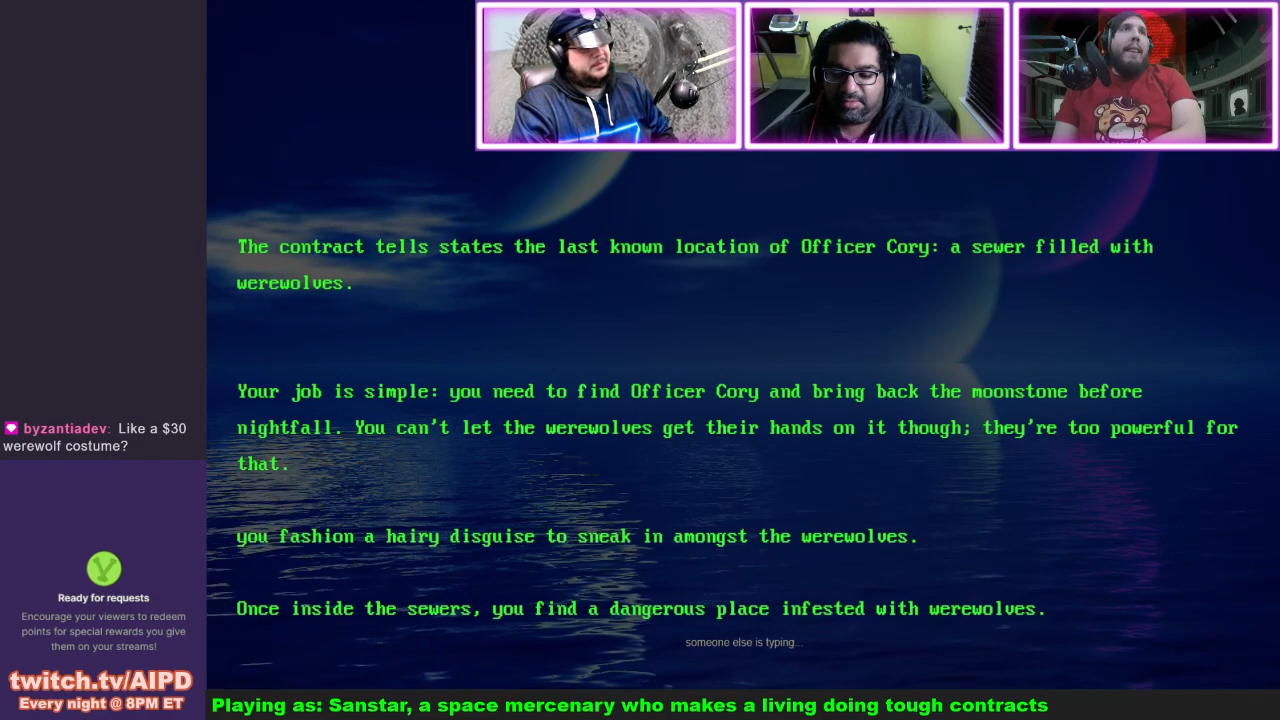 The contract tells states the last known location of Officer Cory: a sewer filled with
werewolves.
Your job is simple: you need to find Officer Cory and bring back the moonstone before
nightfall. You can't let the werewolves get their hands on it though; they're too powerful for
that.
you fashion a hairy disguise to sneak in amongst the werewolves.
Once inside the sewers, you find a dangerous place infested with werewolves.
someone else is typing...
byzantiadev: Like a $30
werewolf costume?
Ready for requests
Encourage your viewers to redeem
points for special rewards you give
them on your streams!
twitch.tv/AIPD
Every night @ 8PM ET
Playing as: Sanstar, a space mercenary who makes a living doing tough contracts